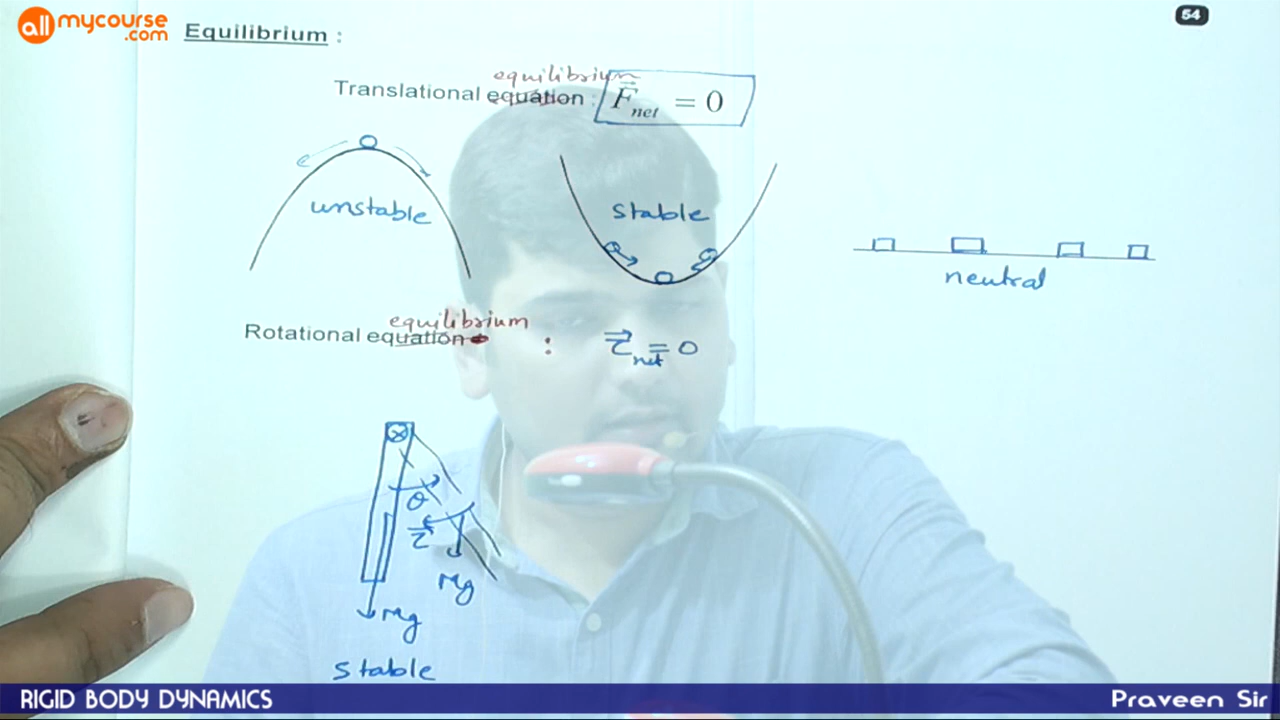 all mycourse .com
54
Equilibrium :
equilibrium
Translational equation : F⃗net = 0
unstable
stable
neutral
equilibrium
Rotational equation : τ⃗net = 0
θ
τ⃗
Mg
Mg
stable
RIGID BODY DYNAMICS
Praveen Sir